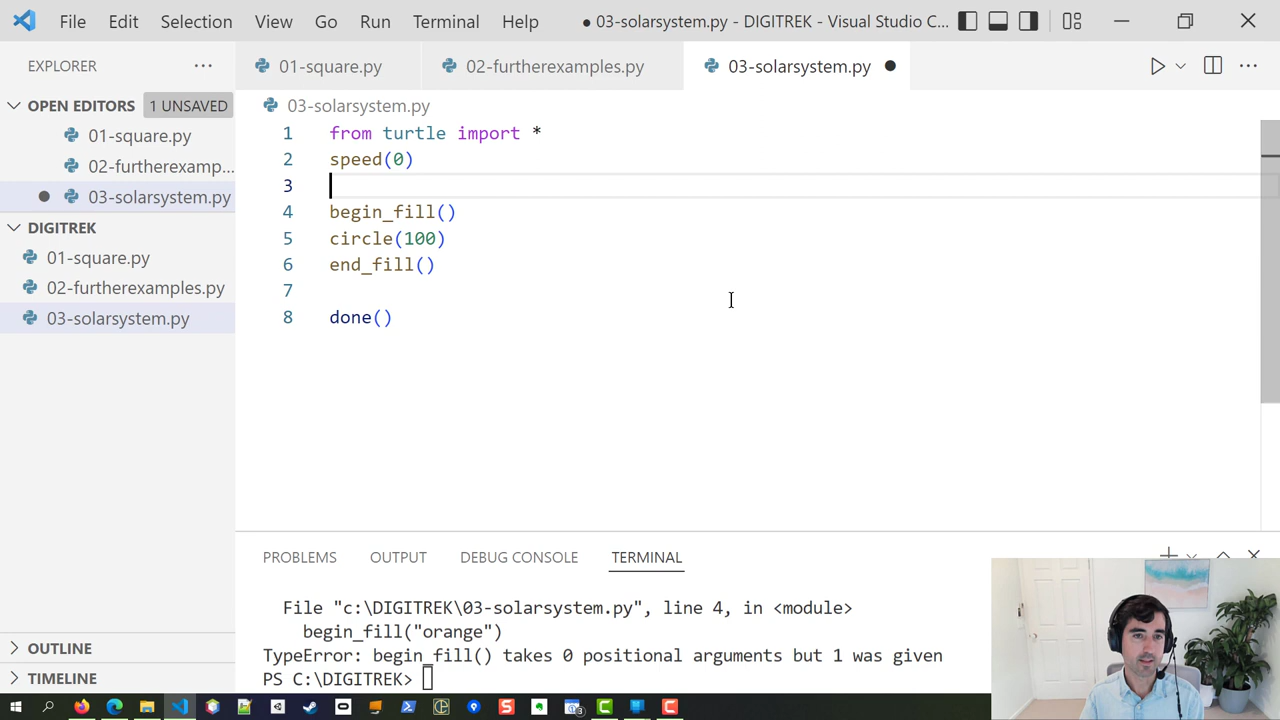 File Edit Selection View Go Run Terminal Help ● 03-solarsystem.py - DIGITREK - Visual Studio C...
EXPLORER ...
01-square.py 02-furtherexamples.py 03-solarsystem.py
OPEN EDITORS 1 UNSAVED
03-solarsystem.py
01-square.py
02-furtherexamp...
03-solarsystem.py
DIGITREK
01-square.py
02-furtherexamples.py
03-solarsystem.py
1 from turtle import *
2 speed(0)
3
4 begin_fill()
5 circle(100)
6 end_fill()
7
8 done()
PROBLEMS OUTPUT DEBUG CONSOLE TERMINAL
File "c:\DIGITREK\03-solarsystem.py", line 4, in <module>
begin_fill("orange")
TypeError: begin_fill() takes 0 positional arguments but 1 was given
PS C:\DIGITREK>
OUTLINE
TIMELINE